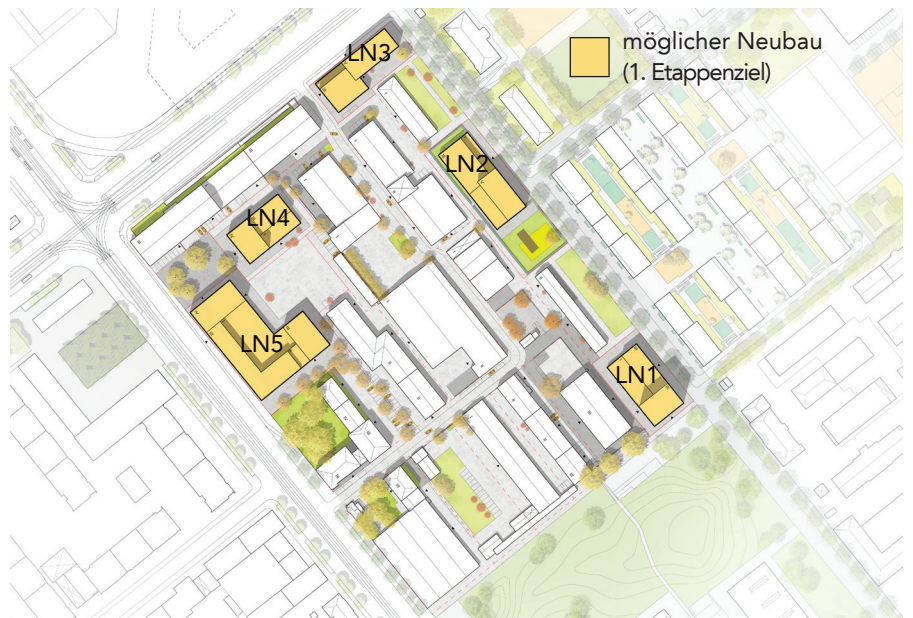 LN3
möglicher Neubau
(1. Etappenziel)
LN2
LN4
LN5
LN1